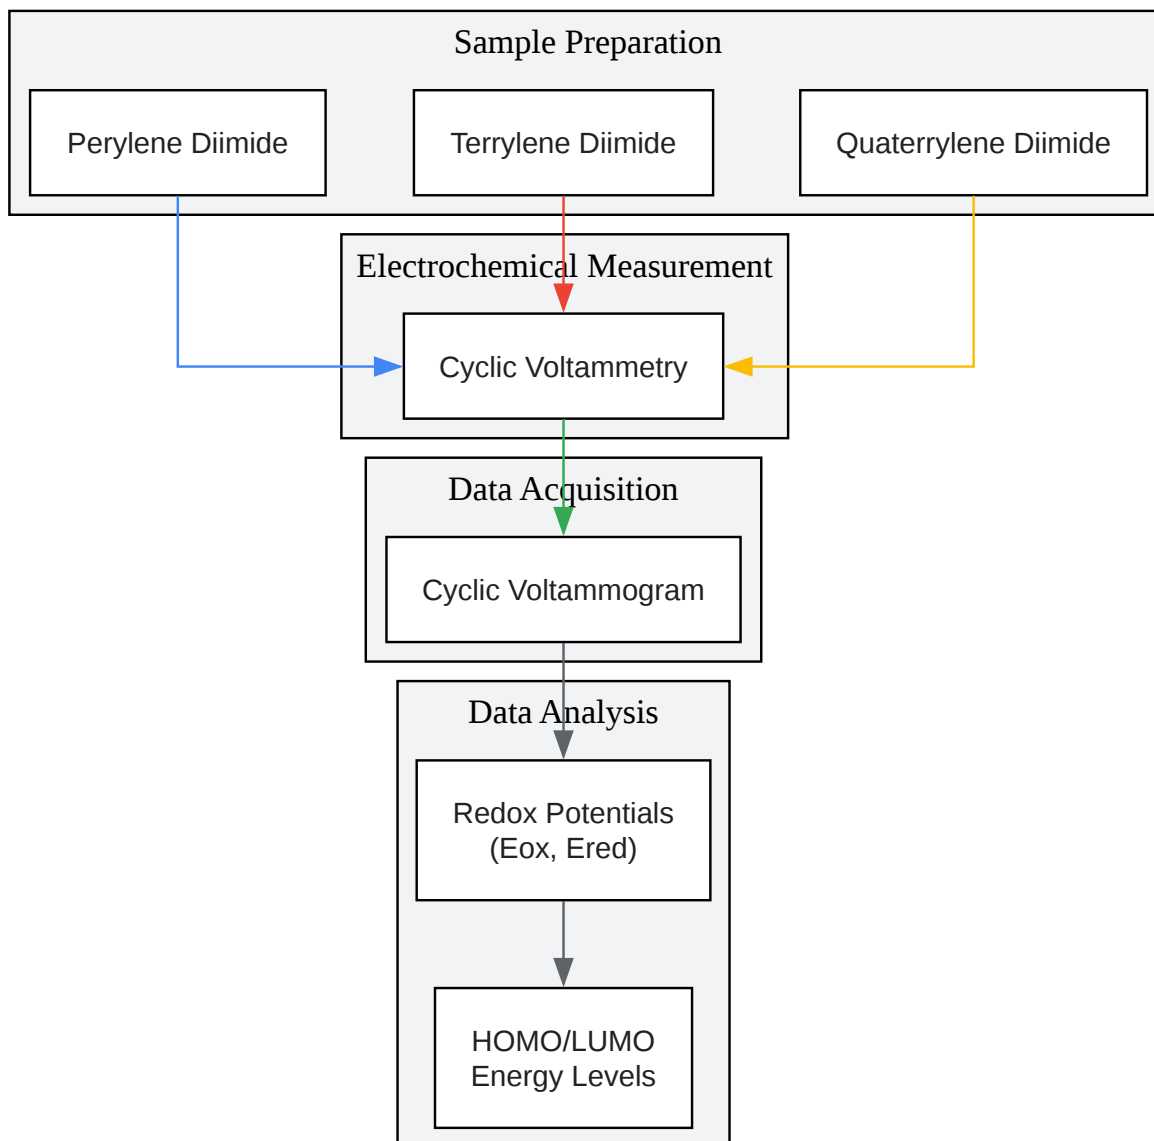 Sample Preparation
Perylene Diimide
Terrylene Diimide
Quaterrylene Diimide
Electrochemical Measurement
Cyclic Voltammetry
Data Acquisition
Cyclic Voltammogram
Data Analysis
Redox Potentials
(Eox, Ered)
HOMO/LUMO
Energy Levels